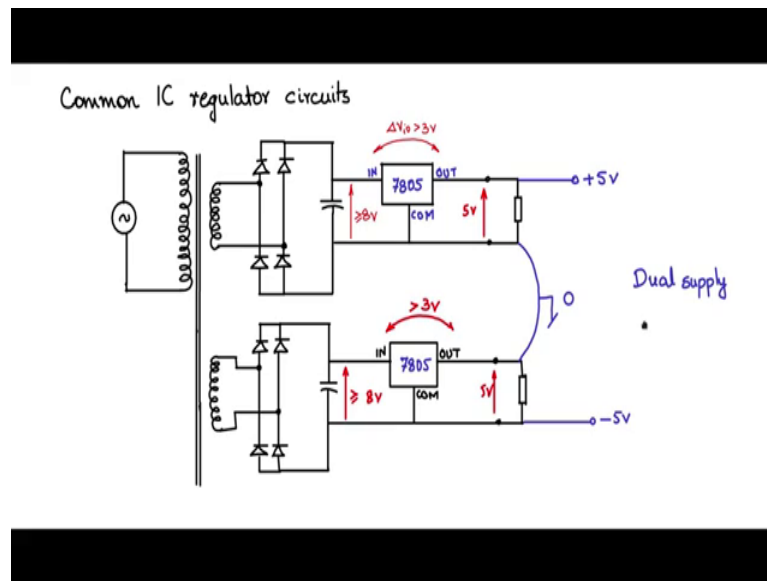 Common IC regulator circuits
ΔVio>3V
IN 7805 OUT
COM
≥8V
5V
+5V
0
Dual supply
>3V
IN 7805 OUT
COM
≥ 8V
5V
-5V